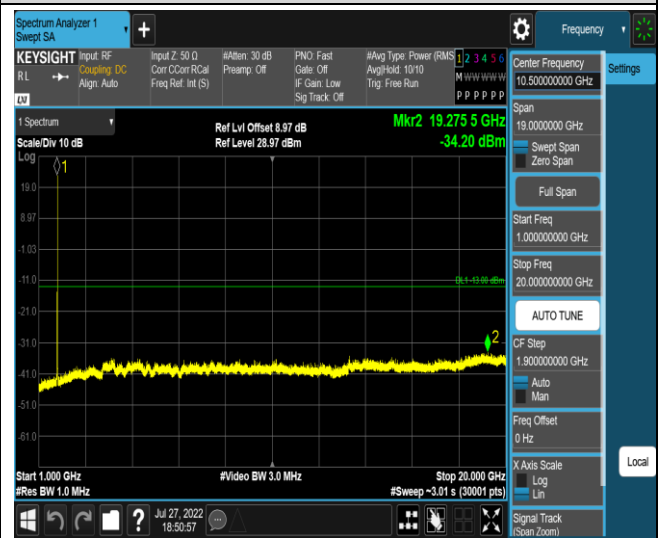 Spectrum Analyzer 1
Swept SA
Frequency
KEYSIGHT
Input: RF
Coupling: DC
Align: Auto
Input Z: 50 Ω
Corr CCorr RCal
Freq Ref: Int (S)
#Atten: 30 dB
Preamp: Off
PNO: Fast
Gate: Off
IF Gain: Low
Sig Track: Off
#Avg Type: Power (RMS
Avg|Hold: 10/10
Trig: Free Run
1 2 3 4 5 6
M W W W W W
P P P P P P
RL
LXI
Center Frequency
10.500000000 GHz
Settings
Span
19.0000000 GHz
Swept Span
Zero Span
Full Span
Start Freq
1.000000000 GHz
Stop Freq
20.000000000 GHz
AUTO TUNE
CF Step
1.900000000 GHz
Auto
Man
Freq Offset
0 Hz
X Axis Scale
Log
Lin
Signal Track
(Span Zoom)
Local
1 Spectrum
Scale/Div 10 dB
Ref Lvl Offset 8.97 dB
Ref Level 28.97 dBm
Mkr2 19.275 5 GHz
-34.20 dBm
Log
1
19.0
8.97
-1.03
-11.0
DL1 -13.00 dBm
-21.0
-31.0
2
-41.0
-51.0
-61.0
Start 1.000 GHz
#Video BW 3.0 MHz
Stop 20.000 GHz
#Res BW 1.0 MHz
#Sweep ~3.01 s (30001 pts)
?
Jul 27, 2022
18:50:57